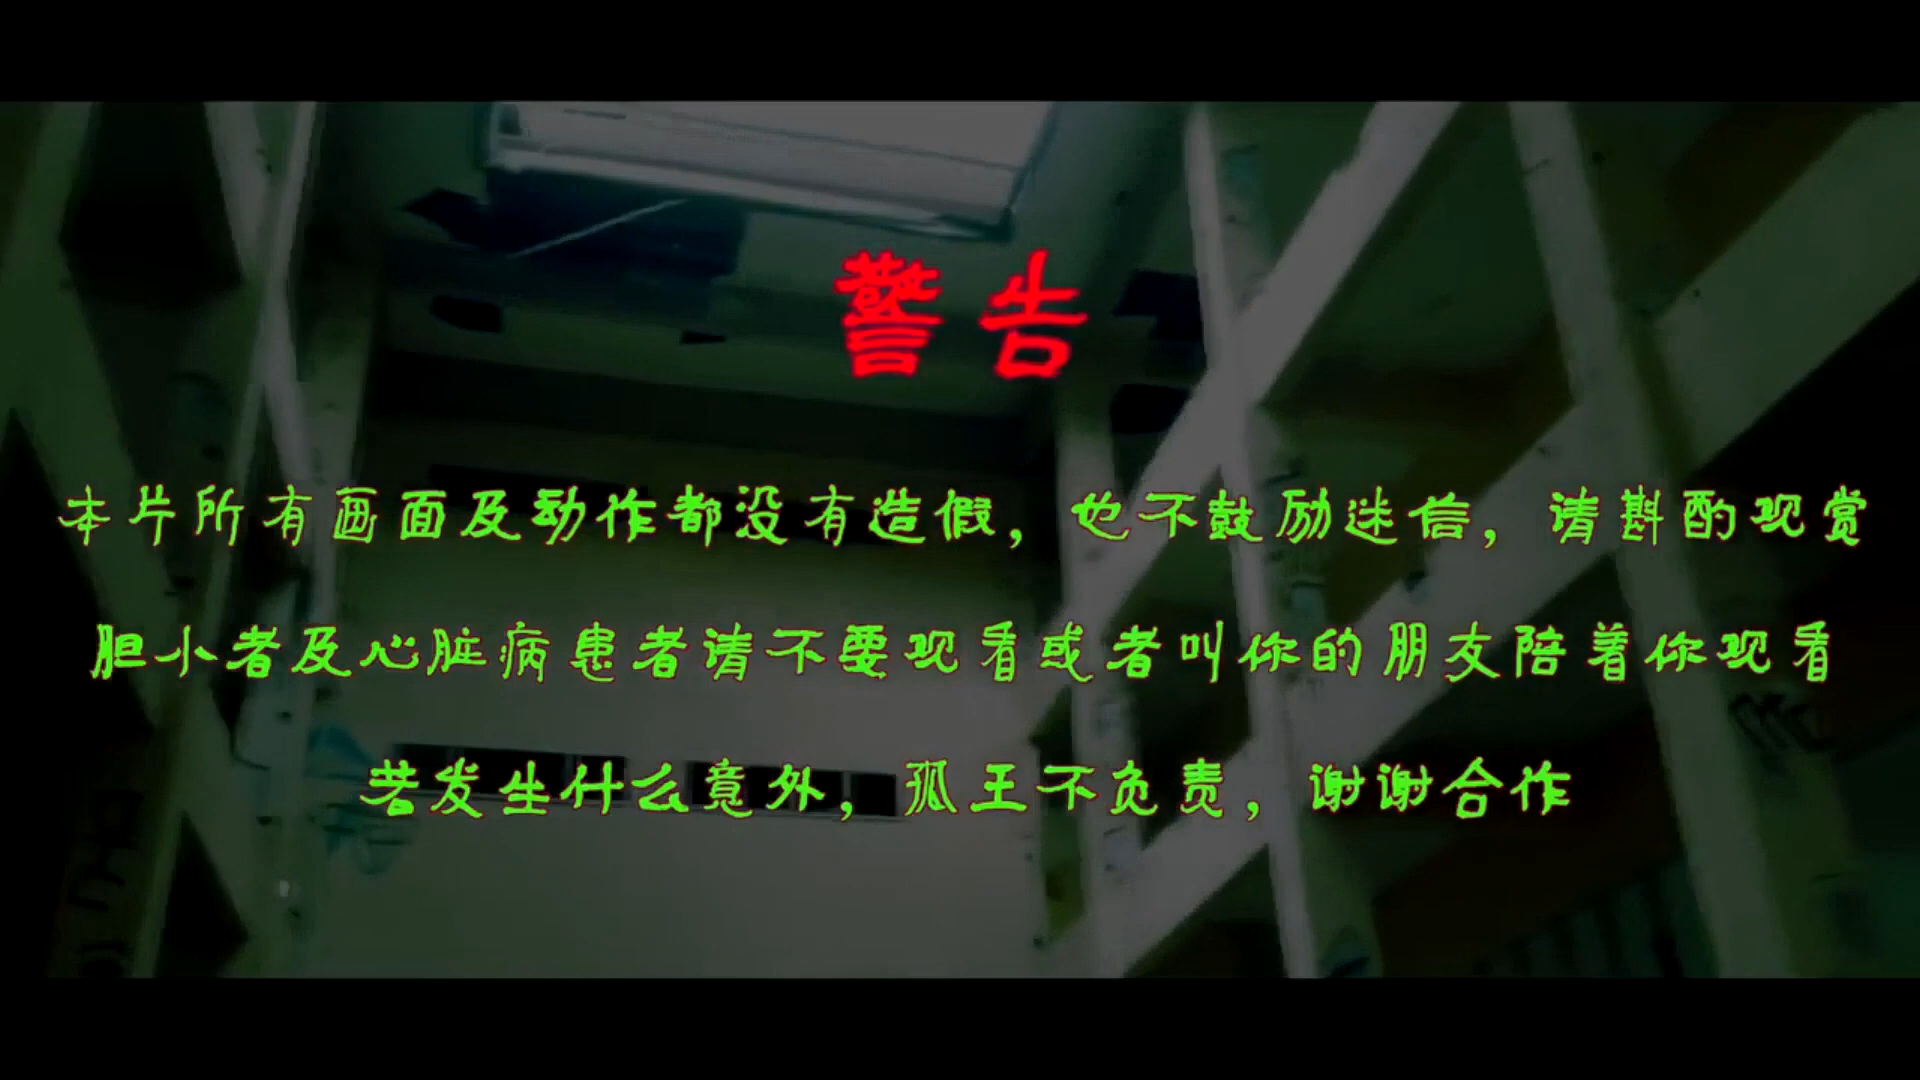 警告
本片所有画面及动作都没有造假，也不鼓励迷信，请斟酌观赏
胆小者及心脏病患者请不要观看或者叫你的朋友陪着你观看
若发生什么意外，孤王不负责，谢谢合作